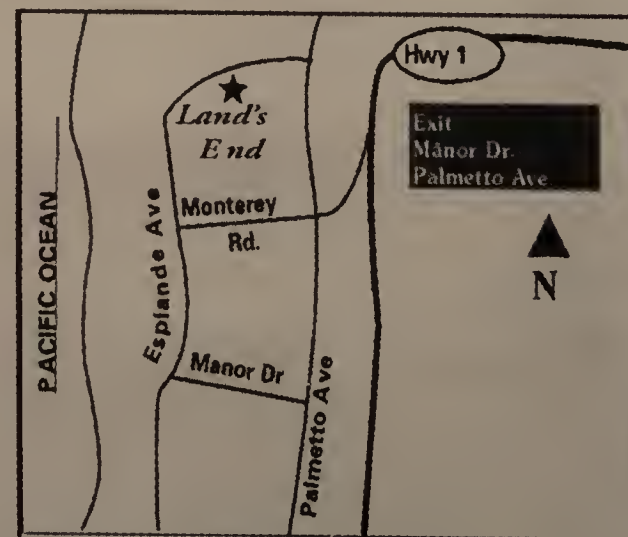 Hwy 1
Land's
End
Exit
Manor Dr.
Palmetto Ave
Monterey
Rd.
N
PACIFIC OCEAN
Esplande Ave
Manor Dr
Palmetto Ave